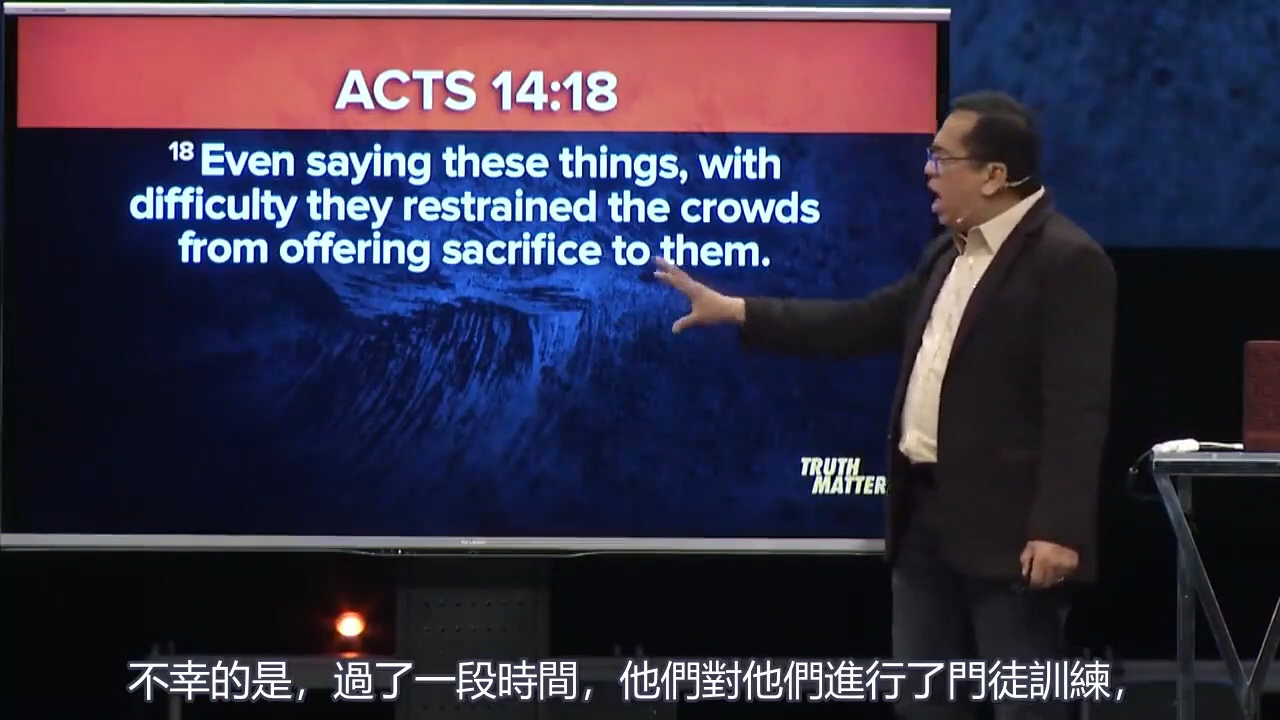 ACTS 14:18
18 Even saying these things, with
difficulty they restrained the crowds
from offering sacrifice to them.
TRUTH
MATTER
不幸的是，過了一段時間，他們對他們進行了門徒訓練，